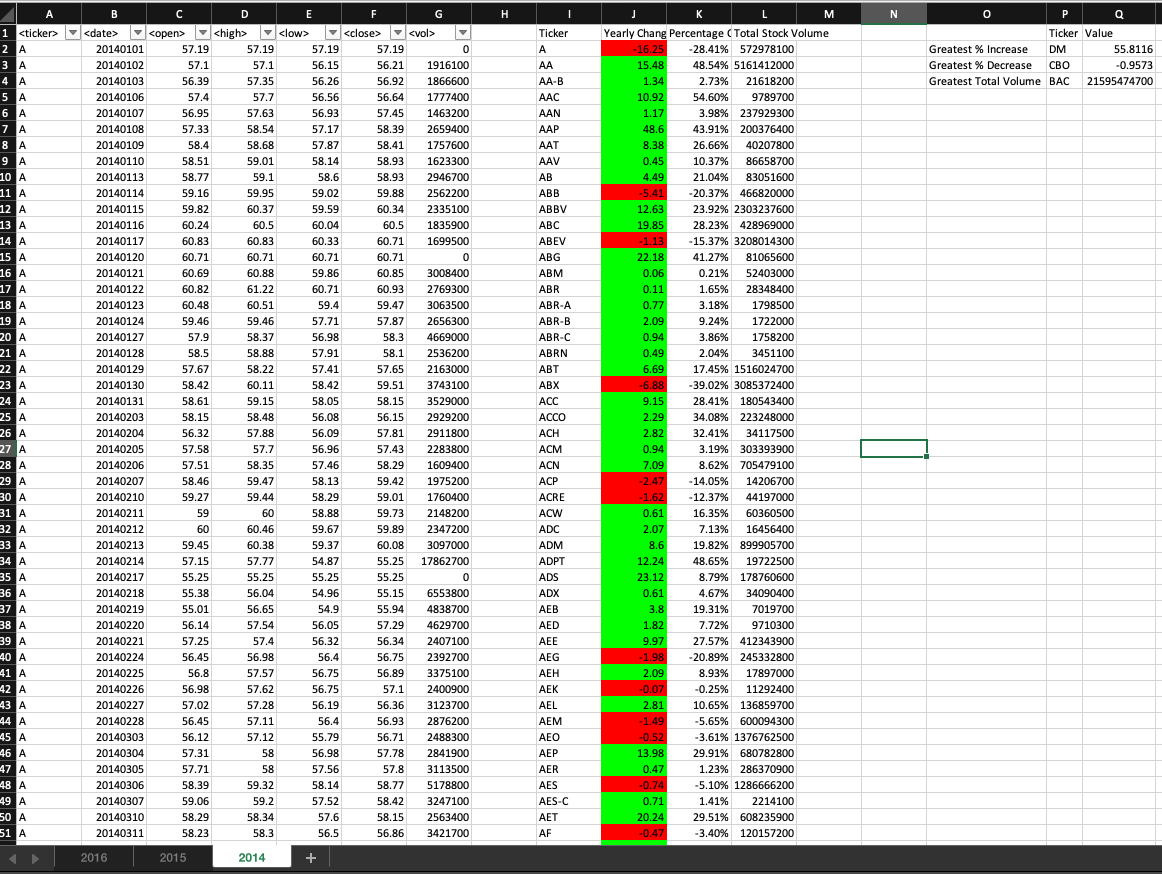 A B C D E F G H I J K L M N O P Q
1 <ticker> <date> <open> <high> <low> <close> <vol> Ticker Yearly Chang Percentage C Total Stock Volume Ticker Value
2 A 20140101 57.19 57.19 57.19 57.19 0 A -16.25 -28.41% 572978100 Greatest % Increase DM 55.8116
3 A 20140102 57.1 57.1 56.15 56.21 1916100 AA 15.48 48.54% 5161412000 Greatest % Decrease CBO -0.9573
4 A 20140103 56.39 57.35 56.26 56.92 1866600 AA-B 1.34 2.73% 21618200 Greatest Total Volume BAC 21595474700
5 A 20140106 57.4 57.7 56.56 56.64 1777400 AAC 10.92 54.60% 9789700
6 A 20140107 56.95 57.63 56.93 57.45 1463200 AAN 1.17 3.98% 237929300
7 A 20140108 57.33 58.54 57.17 58.39 2659400 AAP 48.6 43.91% 200376400
8 A 20140109 58.4 58.68 57.87 58.41 1757600 AAT 8.38 26.66% 40207800
9 A 20140110 58.51 59.01 58.14 58.93 1623300 AAV 0.45 10.37% 86658700
10 A 20140113 58.77 59.1 58.6 58.93 2946700 AB 4.49 21.04% 83051600
11 A 20140114 59.16 59.95 59.02 59.88 2562200 ABB -5.41 -20.37% 466820000
12 A 20140115 59.82 60.37 59.59 60.34 2335100 ABBV 12.63 23.92% 2303237600
13 A 20140116 60.24 60.5 60.04 60.5 1835900 ABC 19.85 28.23% 428969000
14 A 20140117 60.83 60.83 60.33 60.71 1699500 ABEV -1.13 -15.37% 3208014300
15 A 20140120 60.71 60.71 60.71 60.71 0 ABG 22.18 41.27% 81065600
16 A 20140121 60.69 60.88 59.86 60.85 3008400 ABM 0.06 0.21% 52403000
17 A 20140122 60.82 61.22 60.71 60.93 2769300 ABR 0.11 1.65% 28348400
18 A 20140123 60.48 60.51 59.4 59.47 3063500 ABR-A 0.77 3.18% 1798500
19 A 20140124 59.46 59.46 57.71 57.87 2656300 ABR-B 2.09 9.24% 1722000
20 A 20140127 57.9 58.37 56.98 58.3 4669000 ABR-C 0.94 3.86% 1758200
21 A 20140128 58.5 58.88 57.91 58.1 2536200 ABRN 0.49 2.04% 3451100
22 A 20140129 57.67 58.22 57.41 57.65 2163000 ABT 6.69 17.45% 1516024700
23 A 20140130 58.42 60.11 58.42 59.51 3743100 ABX -6.88 -39.02% 3085372400
24 A 20140131 58.61 59.15 58.05 58.15 3529000 ACC 9.15 28.41% 180543400
25 A 20140203 58.15 58.48 56.08 56.15 2929200 ACCO 2.29 34.08% 223248000
26 A 20140204 56.32 57.88 56.09 57.81 2911800 ACH 2.82 32.41% 34117500
27 A 20140205 57.58 57.7 56.96 57.43 2283800 ACM 0.94 3.19% 303393900
28 A 20140206 57.51 58.35 57.46 58.29 1609400 ACN 7.09 8.62% 705479100
29 A 20140207 58.46 59.47 58.13 59.42 1975200 ACP -2.47 -14.05% 14206700
30 A 20140210 59.27 59.44 58.29 59.01 1760400 ACRE -1.62 -12.37% 44197000
31 A 20140211 59 60 58.88 59.73 2148200 ACW 0.61 16.35% 60360500
32 A 20140212 60 60.46 59.67 59.89 2347200 ADC 2.07 7.13% 16456400
33 A 20140213 59.45 60.38 59.37 60.08 3097000 ADM 8.6 19.82% 899905700
34 A 20140214 57.15 57.77 54.87 55.25 17862700 ADPT 12.24 48.65% 19722500
35 A 20140217 55.25 55.25 55.25 55.25 0 ADS 23.12 8.79% 178760600
36 A 20140218 55.38 56.04 54.96 55.15 6553800 ADX 0.61 4.67% 34090400
37 A 20140219 55.01 56.65 54.9 55.94 4838700 AEB 3.8 19.31% 7019700
38 A 20140220 56.14 57.54 56.05 57.29 4629700 AED 1.82 7.72% 9710300
39 A 20140221 57.25 57.4 56.32 56.34 2407100 AEE 9.97 27.57% 412343900
40 A 20140224 56.45 56.98 56.4 56.75 2392700 AEG -1.98 -20.89% 245332800
41 A 20140225 56.8 57.57 56.75 56.89 3375100 AEH 2.09 8.93% 17897000
42 A 20140226 56.98 57.62 56.75 57.1 2400900 AEK -0.07 -0.25% 11292400
43 A 20140227 57.02 57.28 56.19 56.36 3123700 AEL 2.81 10.65% 136859700
44 A 20140228 56.45 57.11 56.4 56.93 2876200 AEM -1.49 -5.65% 600094300
45 A 20140303 56.12 57.12 55.79 56.71 2488300 AEO -0.52 -3.61% 1376762500
46 A 20140304 57.31 58 56.98 57.78 2841900 AEP 13.98 29.91% 680782800
47 A 20140305 57.71 58 57.56 57.8 3113500 AER 0.47 1.23% 286370900
48 A 20140306 58.39 59.32 58.14 58.77 5178800 AES -0.74 -5.10% 1286666200
49 A 20140307 59.06 59.2 57.52 58.42 3247100 AES-C 0.71 1.41% 2214100
50 A 20140310 58.29 58.34 57.6 58.15 2563400 AET 20.24 29.51% 608235900
51 A 20140311 58.23 58.3 56.5 56.86 3421700 AF -0.47 -3.40% 120157200
2016 2015 2014 +